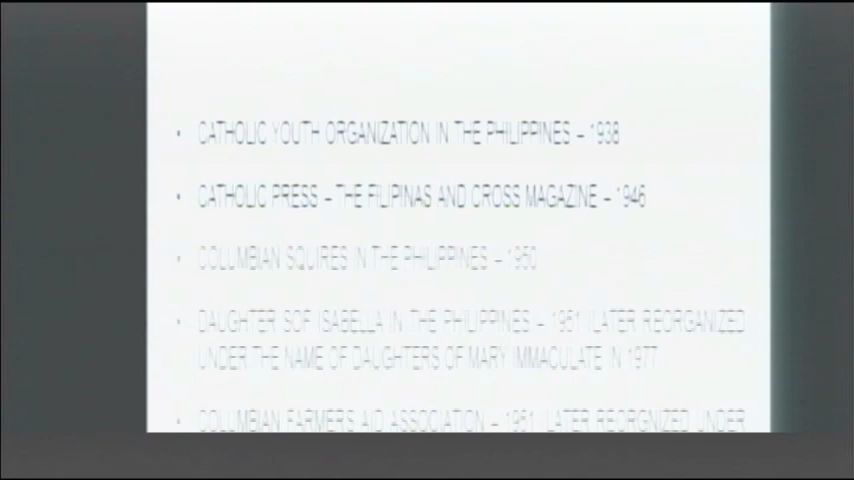 • CATHOLIC YOUTH ORGANIZATION IN THE PHILIPPINES – 1938
• CATHOLIC PRESS – THE FILIPINAS AND CROSS MAGAZINE – 1946
• COLUMBIAN SQUIRES IN THE PHILIPPINES – 1950
• DAUGHTER SOF ISABELLA IN THE PHILIPPINES – 1951 (LATER REORGANIZED
UNDER THE NAME OF DAUGHTERS OF MARY IMMACULATE IN 1977
• COLUMBIAN FARMERS AID ASSOCIATION – 1951 (LATER REORGNIZED UNDER